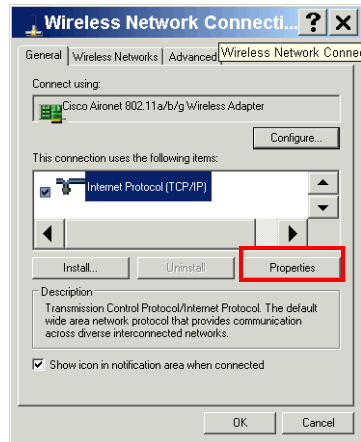 Wireless Network Connecti...
General
Wireless Networks
Advanced
Wireless Network Connec
Connect using:
Cisco Aironet 802.11a/b/g Wireless Adapter
Configure...
This connection uses the following items:
Internet Protocol (TCP/IP)
Install...
Uninstall
Properties
Description
Transmission Control Protocol/Internet Protocol. The default
wide area network protocol that provides communication
across diverse interconnected networks.
Show icon in notification area when connected
OK
Cancel